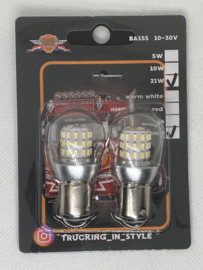 BA15S 10-30V
5W
10W
21W
warm white
red
TRUCKING_IN_STYLE